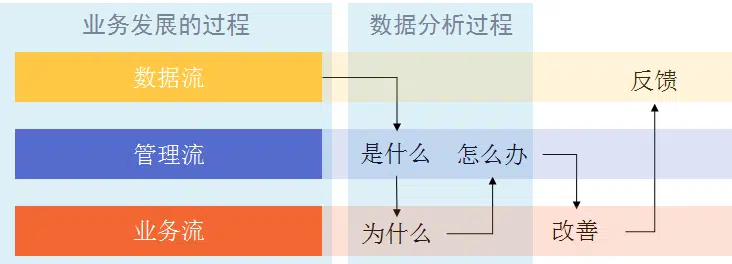 业务发展的过程
数据分析过程
数据流
反馈
管理流
是什么
怎么办
业务流
为什么
改善